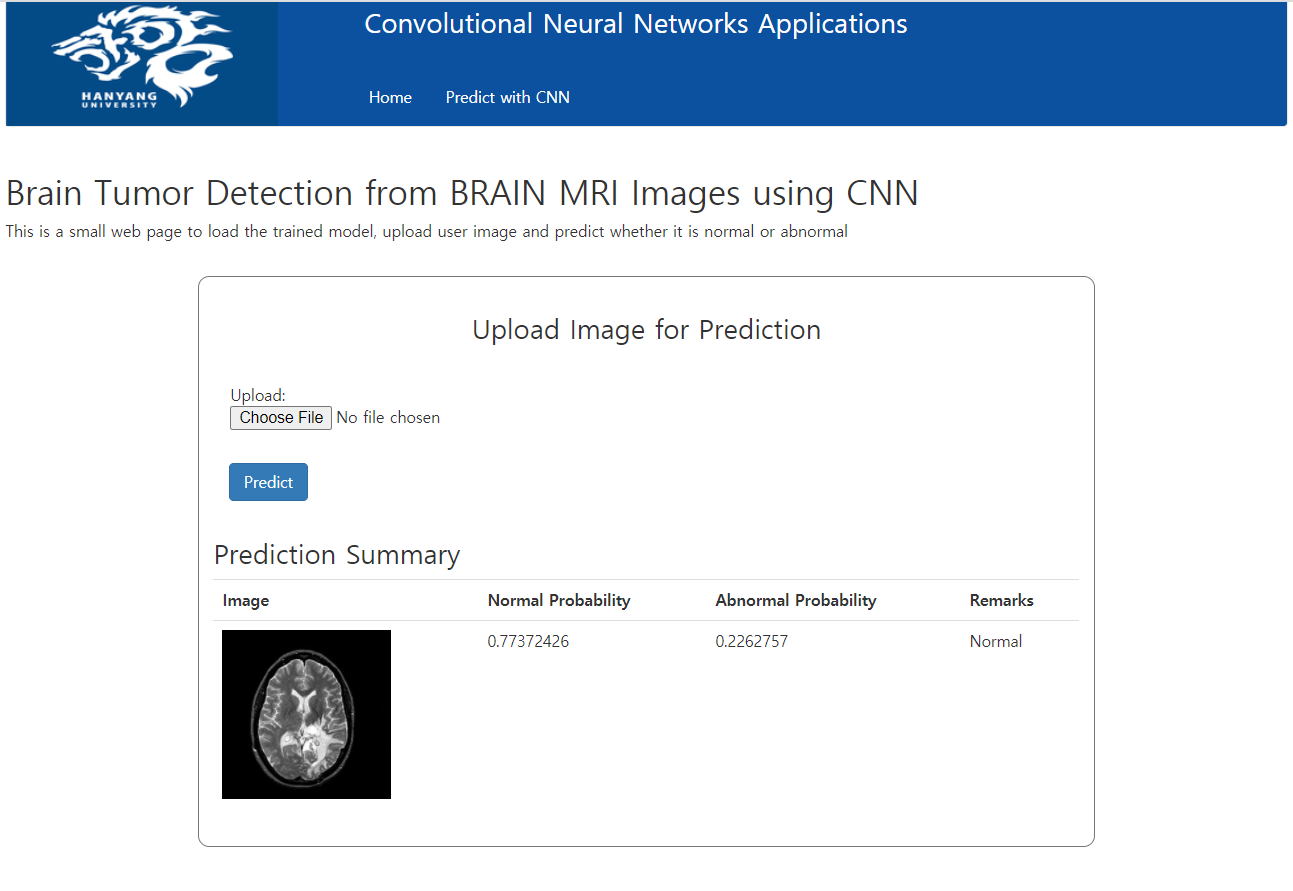 Convolutional Neural Networks Applications
HANYANG
UNIVERSITY
Home Predict with CNN
Brain Tumor Detection from BRAIN MRI Images using CNN
This is a small web page to load the trained model, upload user image and predict whether it is normal or abnormal
Upload Image for Prediction
Upload:
Choose File No file chosen
Predict
Prediction Summary
Image Normal Probability Abnormal Probability Remarks
0.77372426 0.2262757 Normal